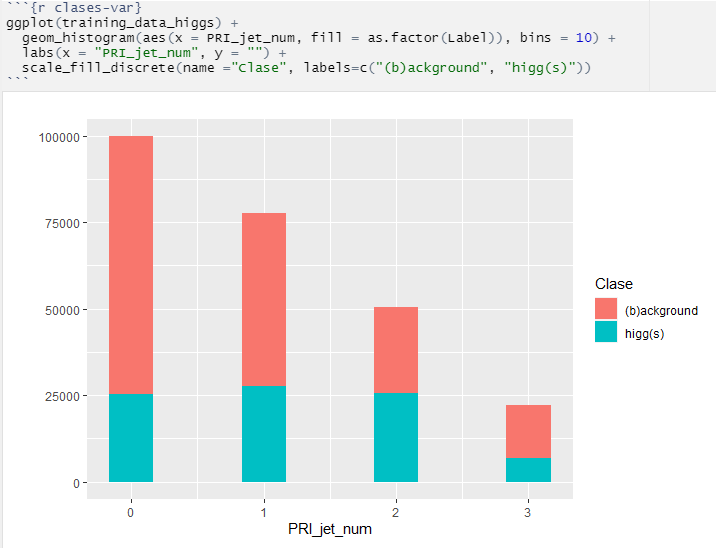 ```{r clases-var}
ggplot(training_data_higgs) +
geom_histogram(aes(x = PRI_jet_num, fill = as.factor(Label)), bins = 10) +
labs(x = "PRI_jet_num", y = "") +
scale_fill_discrete(name ="Clase", labels=c("(b)ackground", "higg(s)"))
```
100000
75000
50000
25000
0
0 1 2 3
PRI_jet_num
Clase
(b)ackground
higg(s)